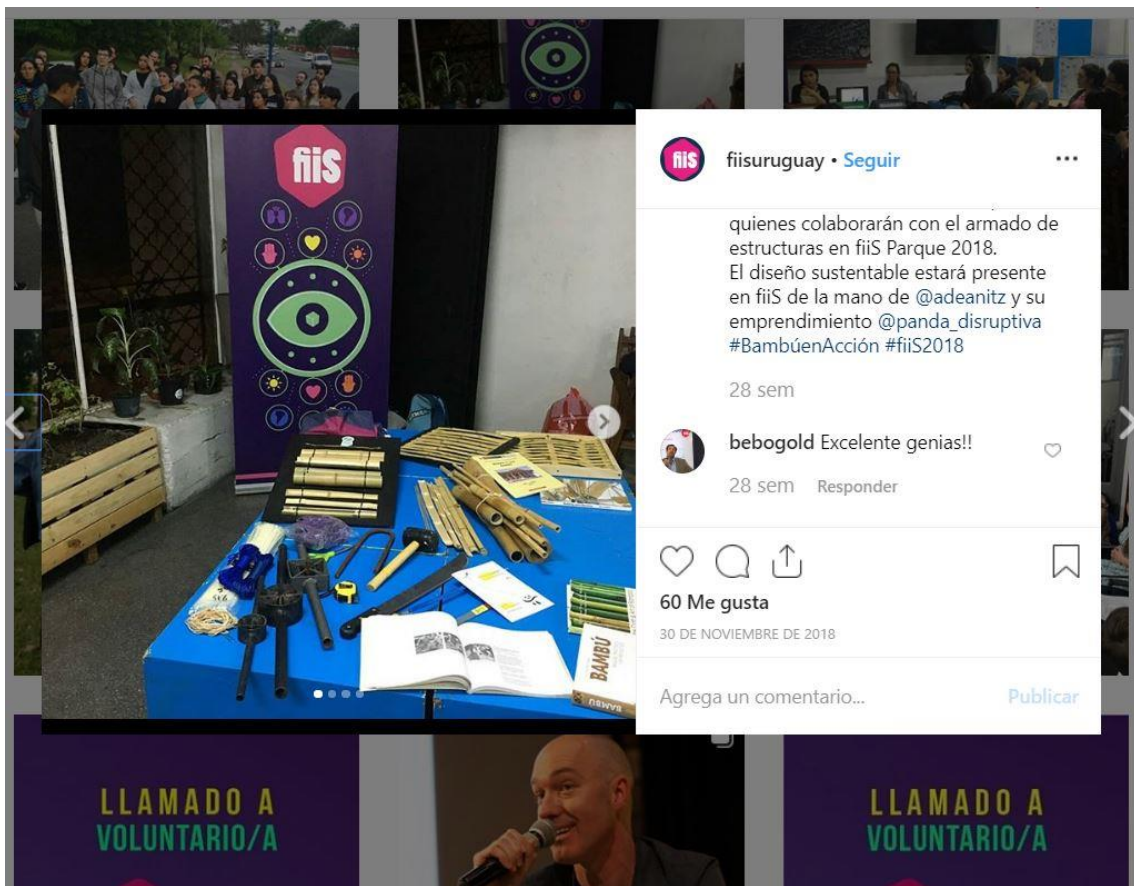 fiiS
fiiS
fiisuruguay • Seguir
quienes colaborarán con el armado de
estructuras en fiiS Parque 2018.
El diseño sustentable estará presente
en fiiS de la mano de @adeanitz y su
emprendimiento @panda_disruptiva
#BambúenAcción #fiiS2018
28 sem
bebogold Excelente genias!!
28 sem Responder
60 Me gusta
30 DE NOVIEMBRE DE 2018
Agrega un comentario... Publicar
BAMBÚ
BAMBÚ
LLAMADO A
VOLUNTARIO/A
LLAMADO A
VOLUNTARIO/A